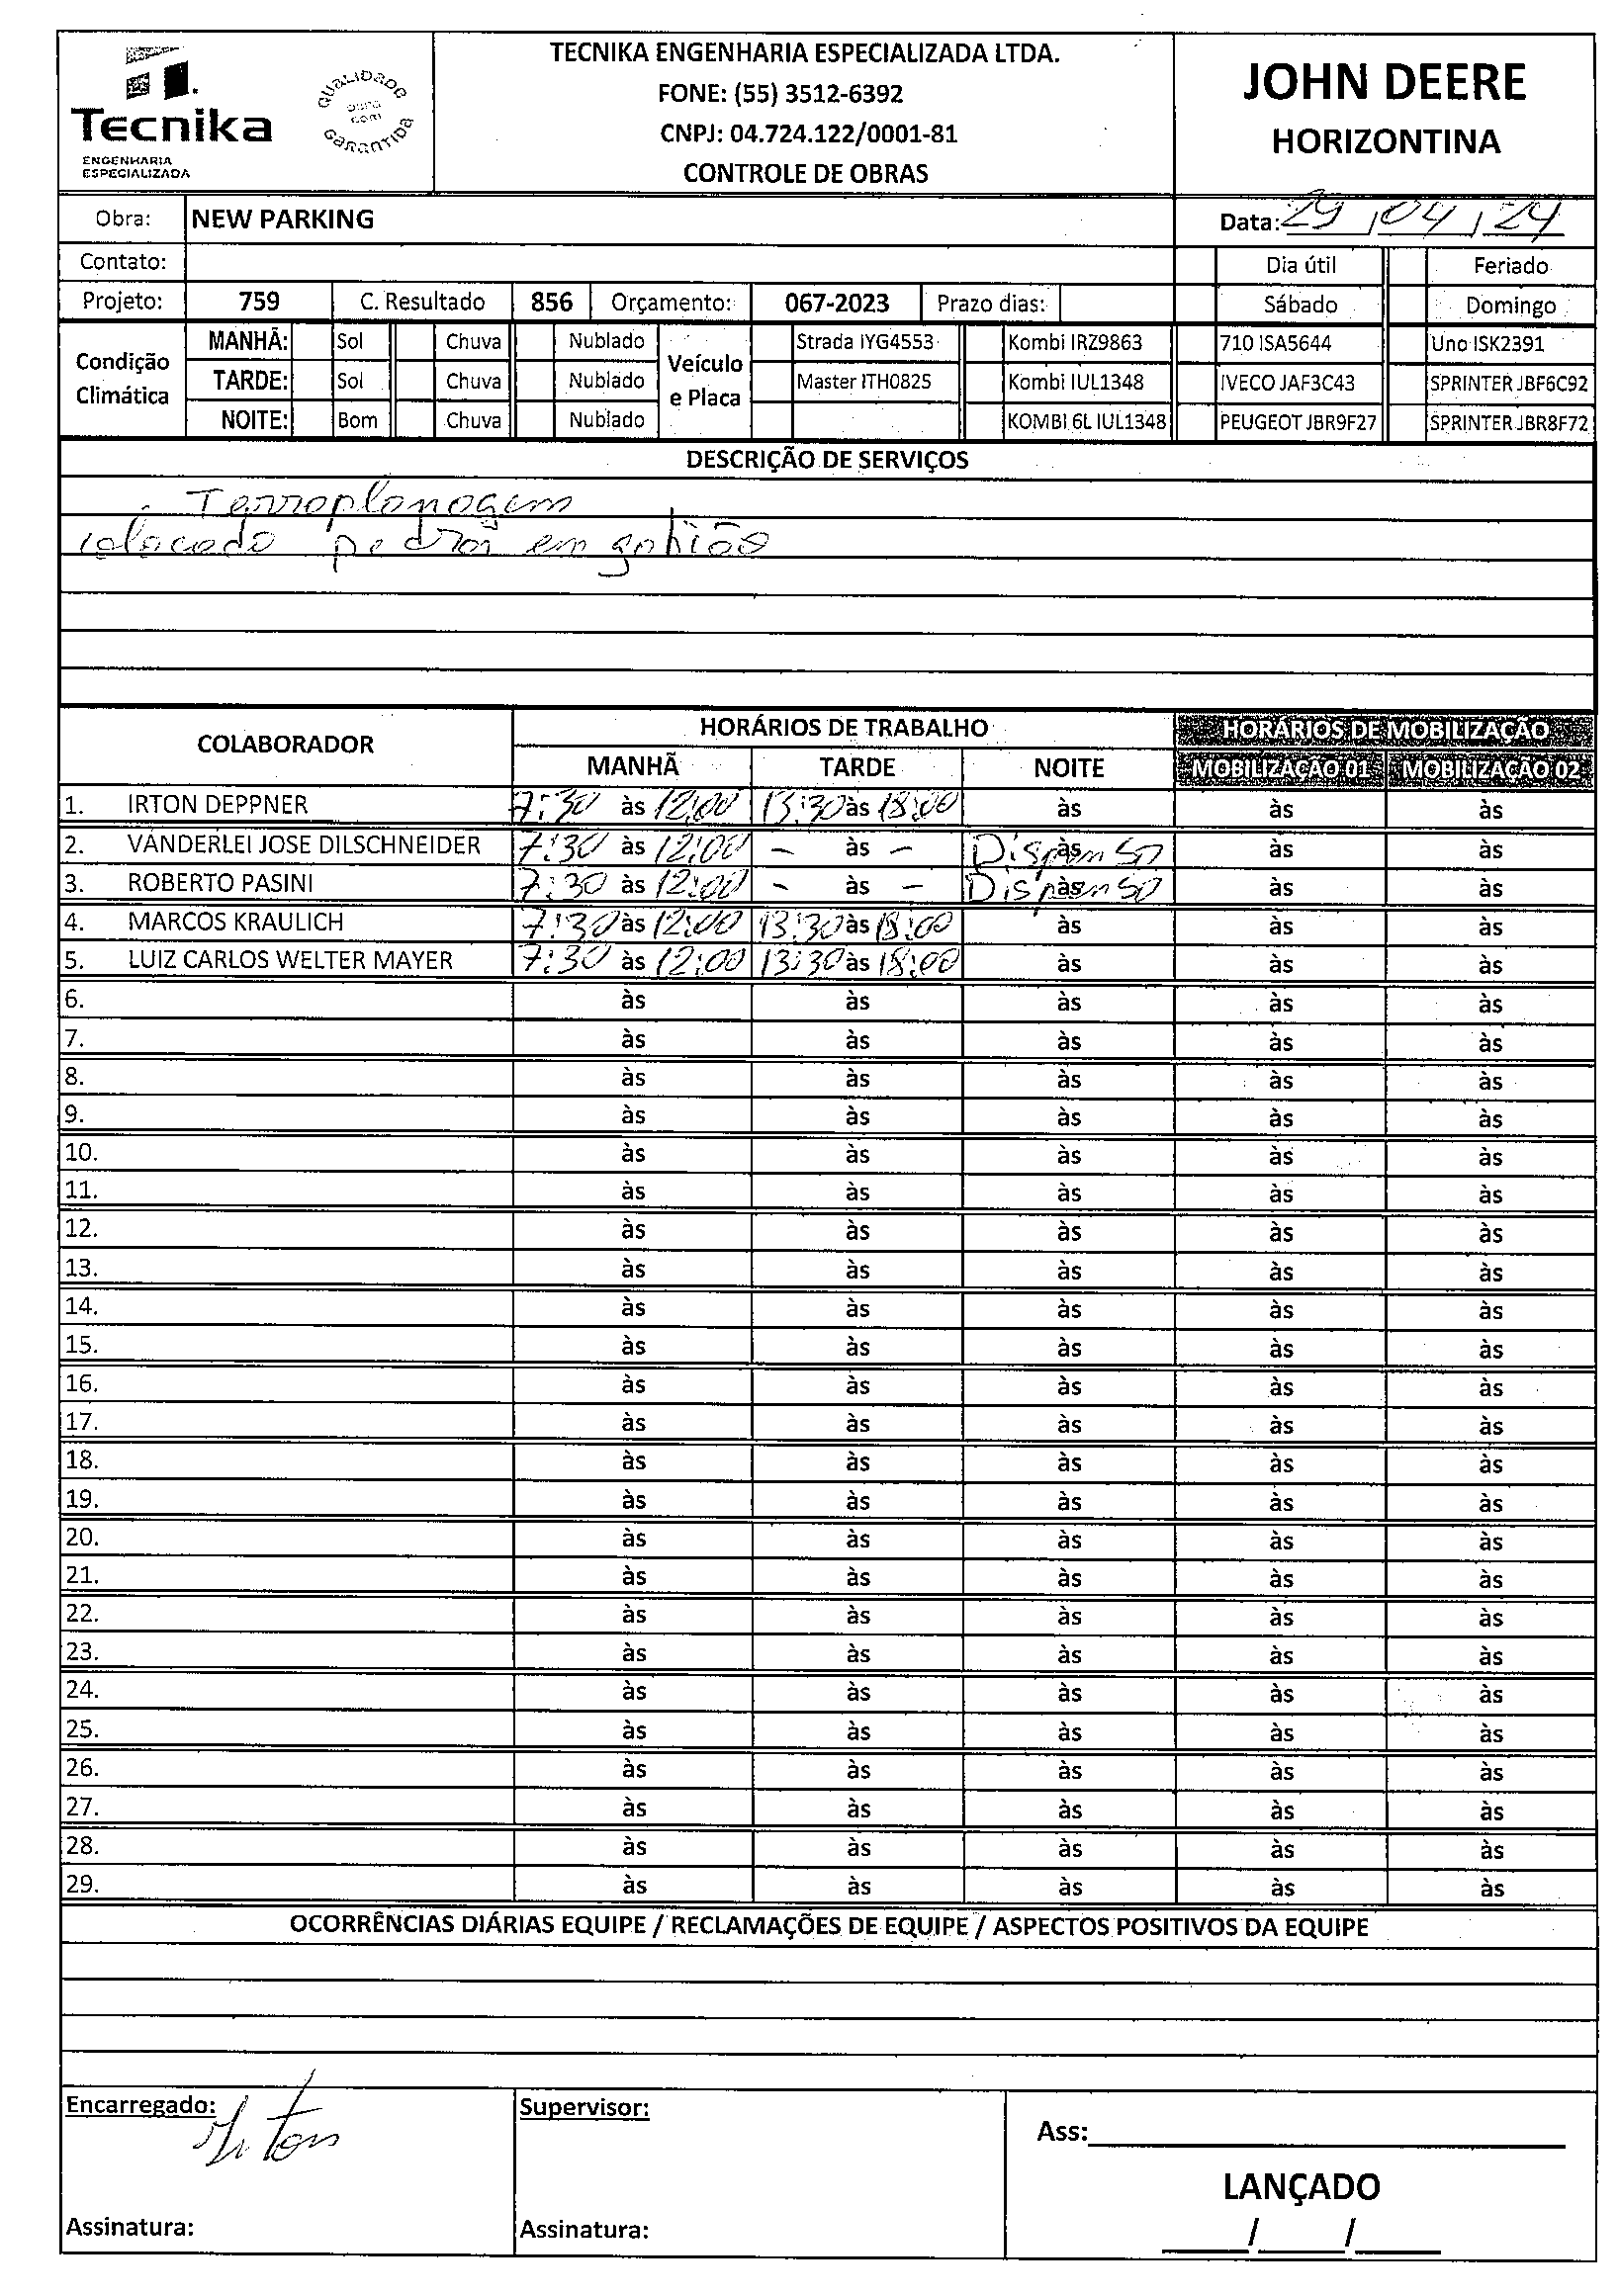 TECNIKA ENGENHARIA ESPECIALIZADA LTDA.
FONE: (55) 3512-6392
CNPJ: 04.724.122/0001-81
CONTROLE DE OBRAS
Tecnika
ENGENHARIA
ESPECIALIZADA
QUALIDADE
GARANTIDA
JOHN DEERE
HORIZONTINA
Obra: NEW PARKING Data: 29/04/24
Contato: Dia útil Feriado
Projeto: 759 C. Resultado 856 Orçamento: 067-2023 Prazo dias: Sábado Domingo
Condição Climática
MANHÃ: Sol Chuva Nublado
TARDE: Sol Chuva Nublado
NOITE: Bom Chuva Nublado
Veículo e Placa
Strada IYG4553 Kombi IRZ9863 710 ISA5644 Uno ISK2391
Master ITH0825 Kombi IUL1348 IVECO JAF3C43 SPRINTER JBF6C92
KOMBI 6L IUL1348 PEUGEOT JBR9F27 SPRINTER JBR8F72
DESCRIÇÃO DE SERVIÇOS
Terroplanagem
colocado pedras em gabião
COLABORADOR HORÁRIOS DE TRABALHO HORÁRIOS DE MOBILIZAÇÃO
MANHÃ TARDE NOITE MOBILIZAÇÃO 01 MOBILIZAÇÃO 02
1. IRTON DEPPNER 7:30 às 12:00 13:30 às 18:00 às às às
2. VANDERLEI JOSE DILSCHNEIDER 7:30 às 12:00 - às - Dispenso às às às
3. ROBERTO PASINI 7:30 às 12:00 - às - Dispenso às às às
4. MARCOS KRAULICH 7:30 às 12:00 13:30 às 18:00 às às às
5. LUIZ CARLOS WELTER MAYER 7:30 às 12:00 13:30 às 18:00 às às às
6. às às às às às
7. às às às às às
8. às às às às às
9. às às às às às
10. às às às às às
11. às às às às às
12. às às às às às
13. às às às às às
14. às às às às às
15. às às às às às
16. às às às às às
17. às às às às às
18. às às às às às
19. às às às às às
20. às às às às às
21. às às às às às
22. às às às às às
23. às às às às às
24. às às às às às
25. às às às às às
26. às às às às às
27. às às às às às
28. às às às às às
29. às às às às às
OCORRÊNCIAS DIÁRIAS EQUIPE / RECLAMAÇÕES DE EQUIPE / ASPECTOS POSITIVOS DA EQUIPE
Encarregado: Irton
Supervisor:
Ass:
LANÇADO
Assinatura:
Assinatura:
/ /